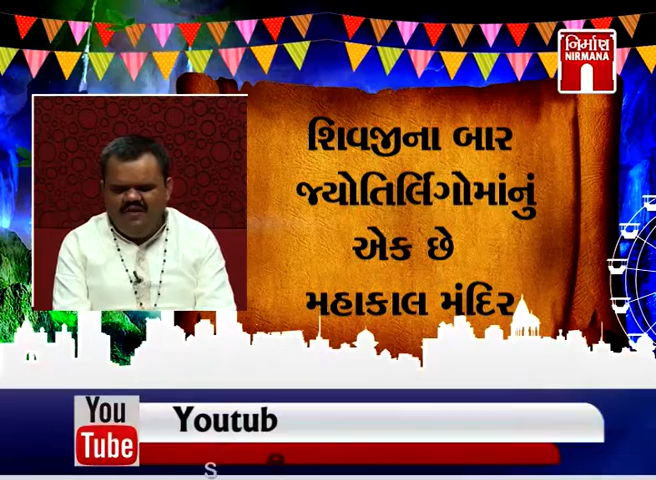 નિર્માણ
NIRMANA
શિવજીના બાર
જ્યોતિર્લિગોમાંનું
એક છે
મહાકાલ મંદિર
You
Tube
Youtub
s